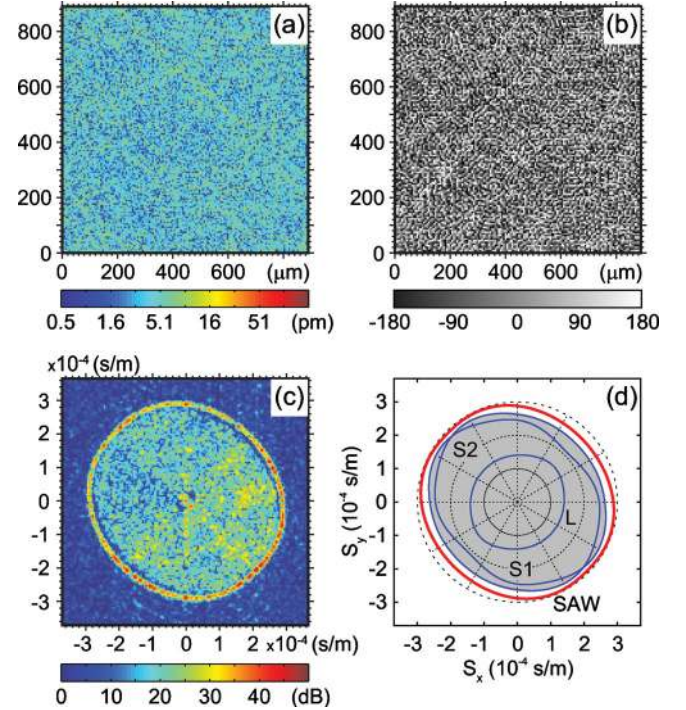 (a)
800
600
400
200
0
0 200 400 600 (μm)
0.5 1.6 5.1 16 51 (pm)
(b)
800
600
400
200
0
0 200 400 600 (μm)
-180 -90 0 90 180
×10⁻⁴ (s/m)
(c)
3
2
1
0
-1
-2
-3
-3 -2 -1 0 1 2 ×10⁻⁴ (s/m)
0 10 20 30 40 (dB)
(d)
S_y (10⁻⁴ s/m)
3
2
1
0
-1
-2
-3
S2
L
S1
SAW
-3 -2 -1 0 1 2 3
S_x (10⁻⁴ s/m)